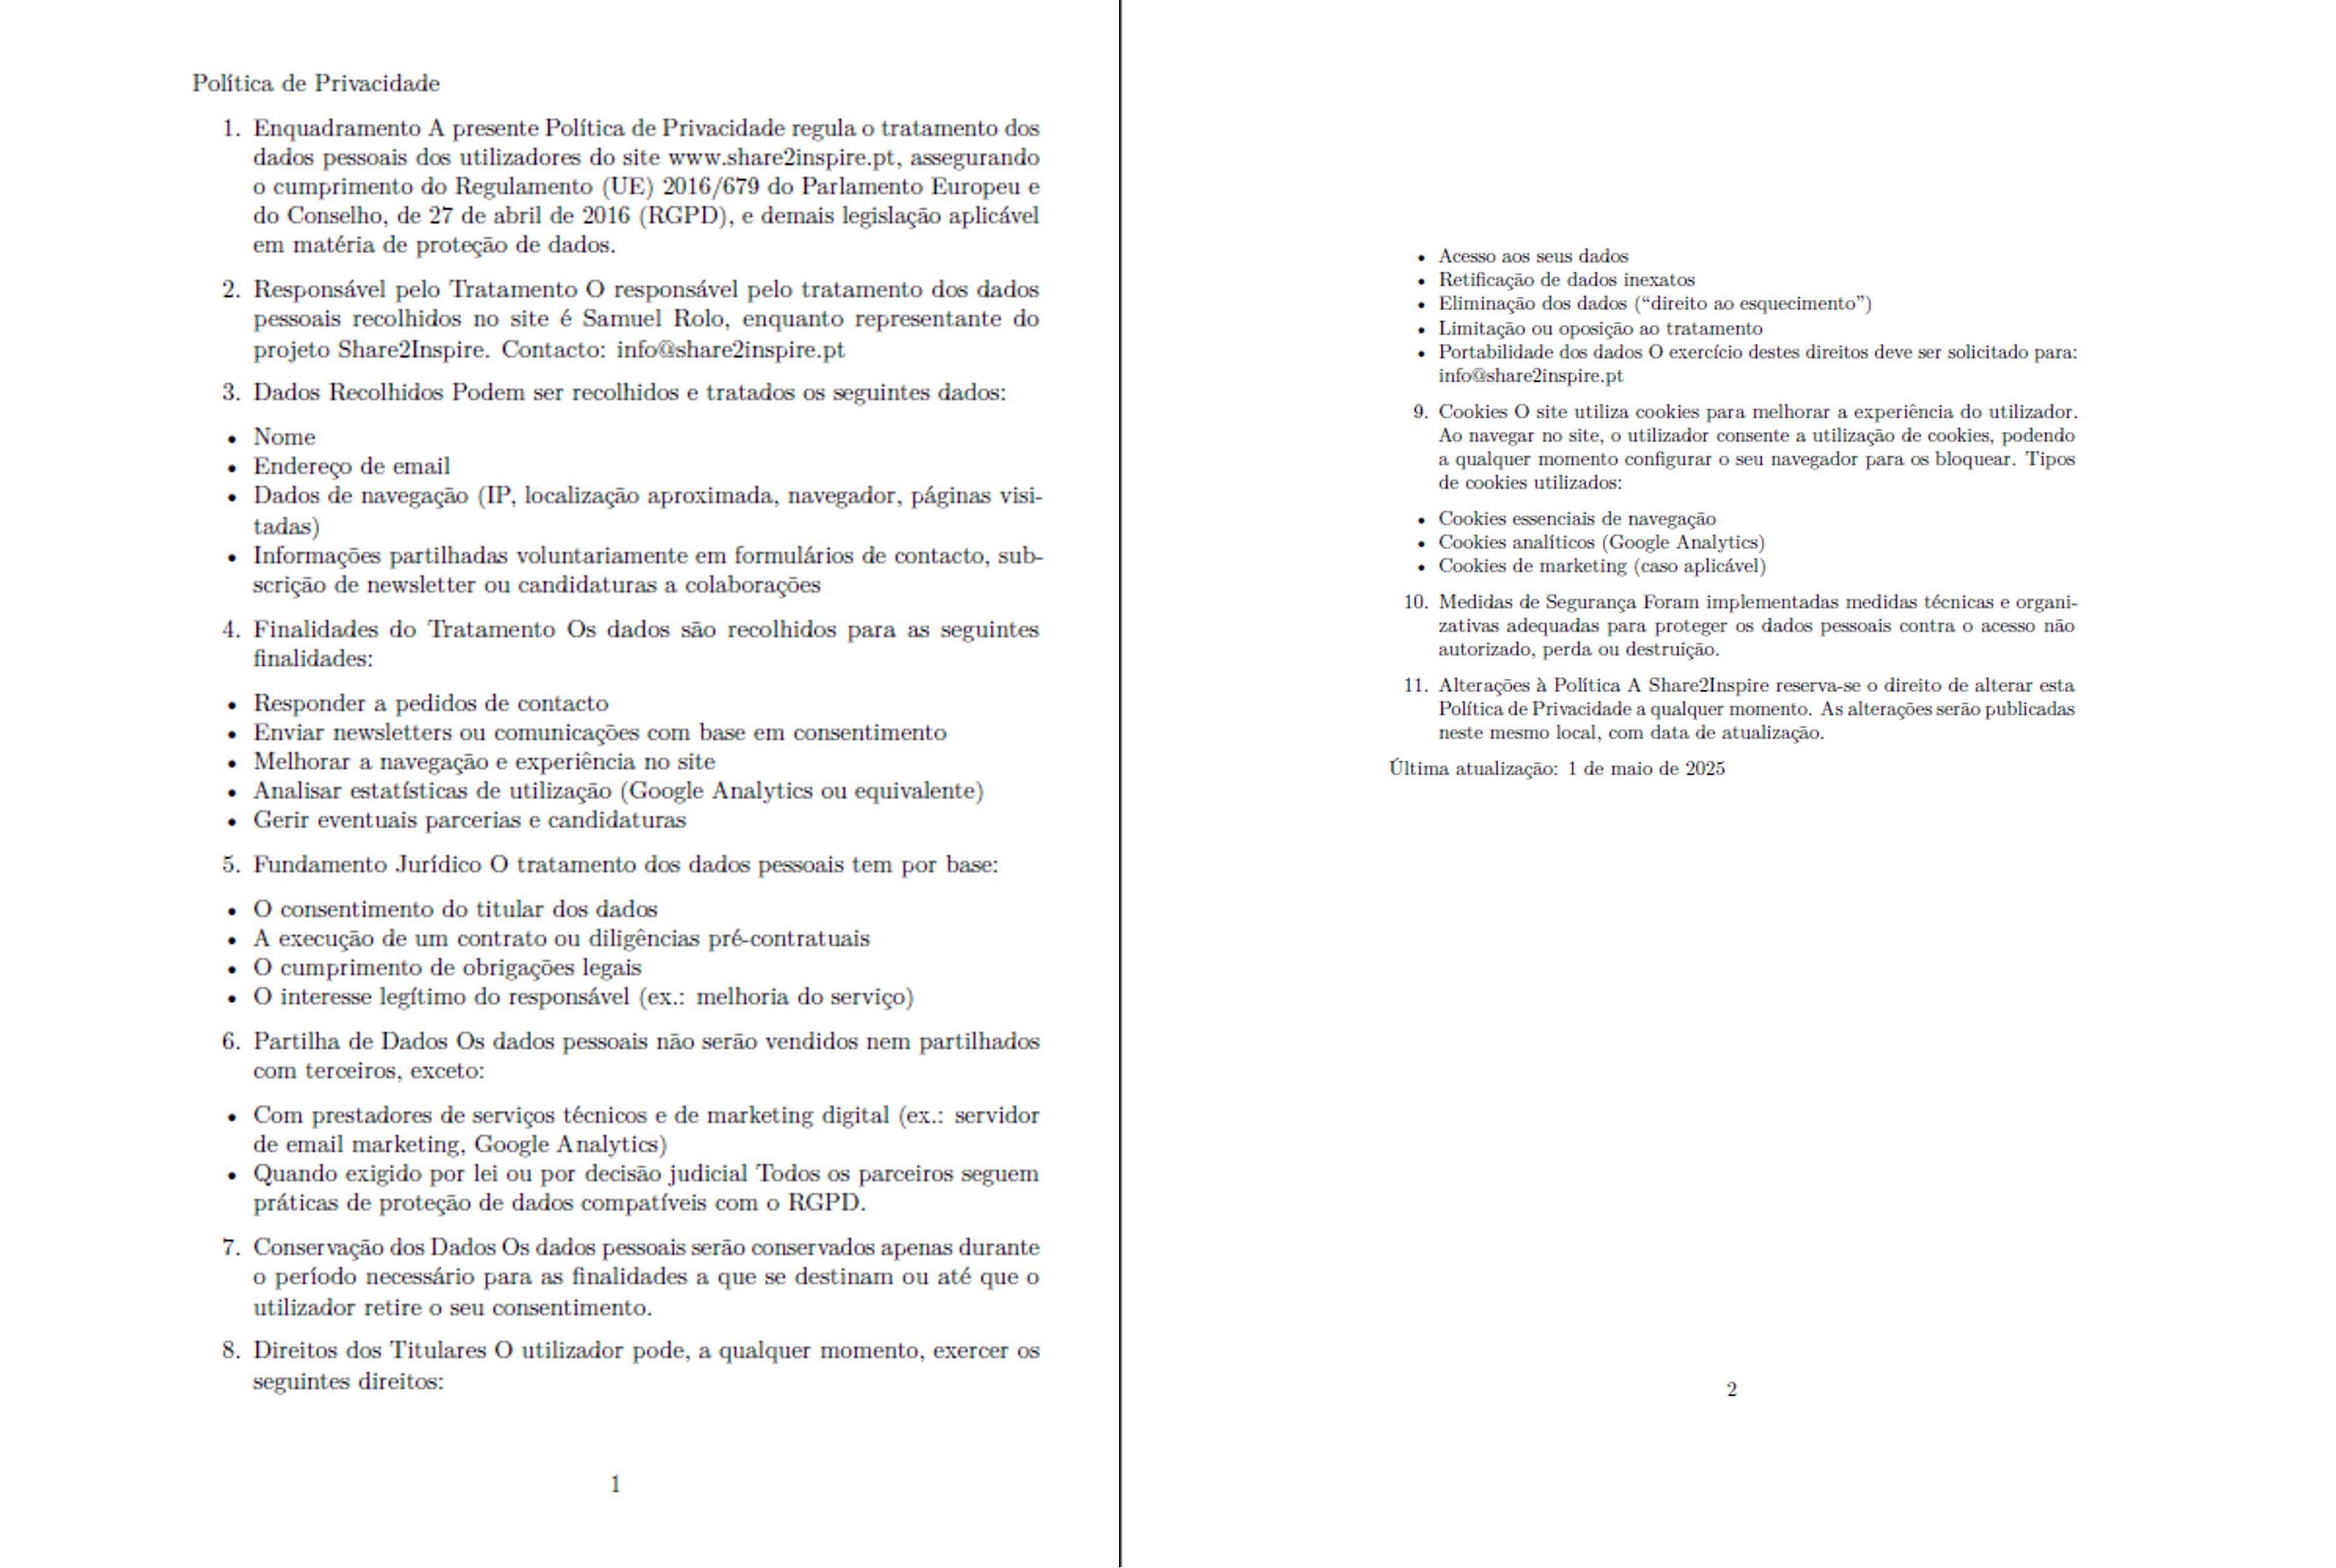 Política de Privacidade
1. Enquadramento A presente Política de Privacidade regula o tratamento dos
dados pessoais dos utilizadores do site www.share2inspire.pt, assegurando
o cumprimento do Regulamento (UE) 2016/679 do Parlamento Europeu e
do Conselho, de 27 de abril de 2016 (RGPD), e demais legislação aplicável
em matéria de proteção de dados.
2. Responsável pelo Tratamento O responsável pelo tratamento dos dados
pessoais recolhidos no site é Samuel Rolo, enquanto representante do
projeto Share2Inspire. Contacto: info@share2inspire.pt
3. Dados Recolhidos Podem ser recolhidos e tratados os seguintes dados:
• Nome
• Endereço de email
• Dados de navegação (IP, localização aproximada, navegador, páginas visi-
tadas)
• Informações partilhadas voluntariamente em formulários de contacto, sub-
scrição de newsletter ou candidaturas a colaborações
4. Finalidades do Tratamento Os dados são recolhidos para as seguintes
finalidades:
• Responder a pedidos de contacto
• Enviar newsletters ou comunicações com base em consentimento
• Melhorar a navegação e experiência no site
• Analisar estatísticas de utilização (Google Analytics ou equivalente)
• Gerir eventuais parcerias e candidaturas
5. Fundamento Jurídico O tratamento dos dados pessoais tem por base:
• O consentimento do titular dos dados
• A execução de um contrato ou diligências pré-contratuais
• O cumprimento de obrigações legais
• O interesse legítimo do responsável (ex.: melhoria do serviço)
6. Partilha de Dados Os dados pessoais não serão vendidos nem partilhados
com terceiros, exceto:
• Com prestadores de serviços técnicos e de marketing digital (ex.: servidor
de email marketing, Google Analytics)
• Quando exigido por lei ou por decisão judicial Todos os parceiros seguem
práticas de proteção de dados compatíveis com o RGPD.
7. Conservação dos Dados Os dados pessoais serão conservados apenas durante
o período necessário para as finalidades a que se destinam ou até que o
utilizador retire o seu consentimento.
8. Direitos dos Titulares O utilizador pode, a qualquer momento, exercer os
seguintes direitos:
1
• Acesso aos seus dados
• Retificação de dados inexatos
• Eliminação dos dados (“direito ao esquecimento”)
• Limitação ou oposição ao tratamento
• Portabilidade dos dados O exercício destes direitos deve ser solicitado para:
info@share2inspire.pt
9. Cookies O site utiliza cookies para melhorar a experiência do utilizador.
Ao navegar no site, o utilizador consente a utilização de cookies, podendo
a qualquer momento configurar o seu navegador para os bloquear. Tipos
de cookies utilizados:
• Cookies essenciais de navegação
• Cookies analíticos (Google Analytics)
• Cookies de marketing (caso aplicável)
10. Medidas de Segurança Foram implementadas medidas técnicas e organi-
zativas adequadas para proteger os dados pessoais contra o acesso não
autorizado, perda ou destruição.
11. Alterações à Política A Share2Inspire reserva-se o direito de alterar esta
Política de Privacidade a qualquer momento. As alterações serão publicadas
neste mesmo local, com data de atualização.
Última atualização: 1 de maio de 2025
2